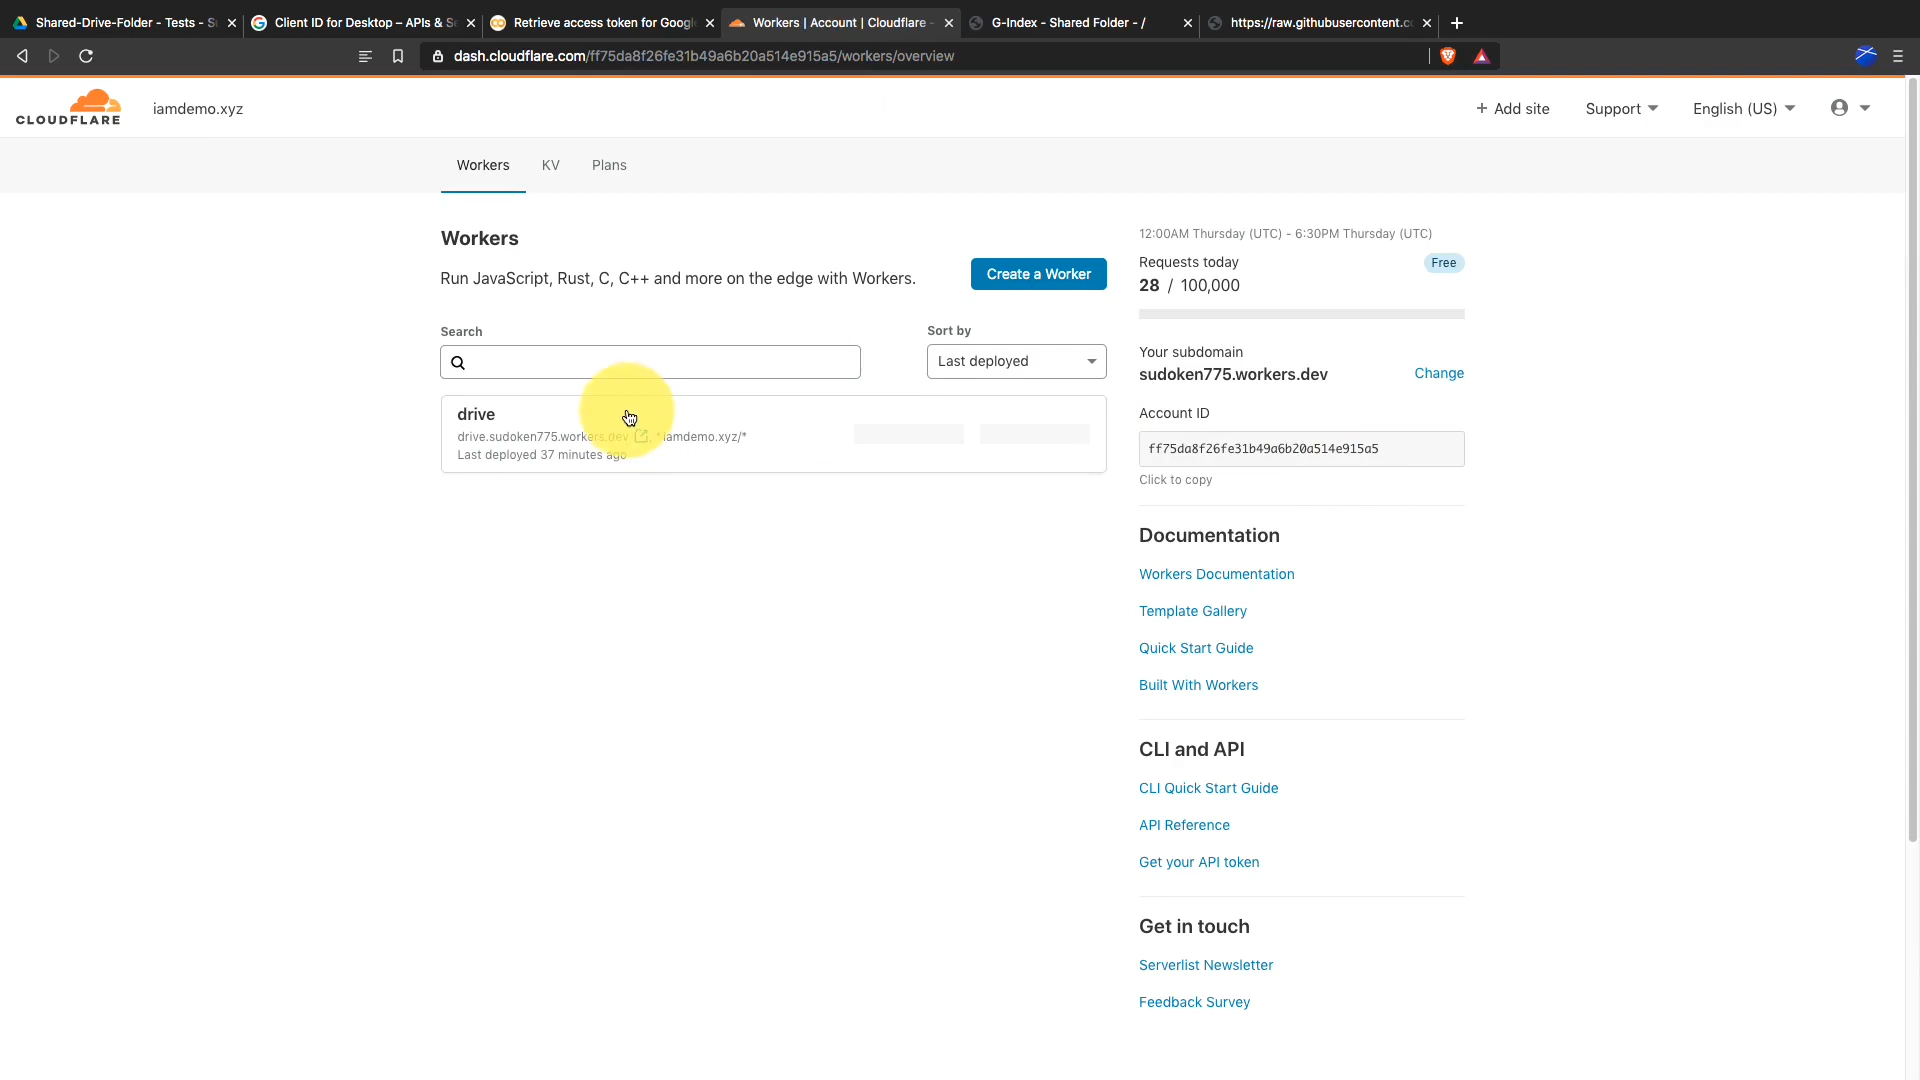 Shared-Drive-Folder - Tests - S
Client ID for Desktop – APIs & Se
Retrieve access token for Googl
Workers | Account | Cloudflare -
G-Index - Shared Folder - /
https://raw.githubusercontent.c
dash.cloudflare.com/ff75da8f26fe31b49a6b20a514e915a5/workers/overview
CLOUDFLARE
iamdemo.xyz
+ Add site
Support
English (US)
Workers
KV
Plans
Workers
Run JavaScript, Rust, C, C++ and more on the edge with Workers.
Create a Worker
Search
Sort by
Last deployed
drive
drive.sudoken775.workers.dev , *iamdemo.xyz/*
Last deployed 37 minutes ago
12:00AM Thursday (UTC) - 6:30PM Thursday (UTC)
Requests today
Free
28 / 100,000
Your subdomain
sudoken775.workers.dev
Change
Account ID
ff75da8f26fe31b49a6b20a514e915a5
Click to copy
Documentation
Workers Documentation
Template Gallery
Quick Start Guide
Built With Workers
CLI and API
CLI Quick Start Guide
API Reference
Get your API token
Get in touch
Serverlist Newsletter
Feedback Survey